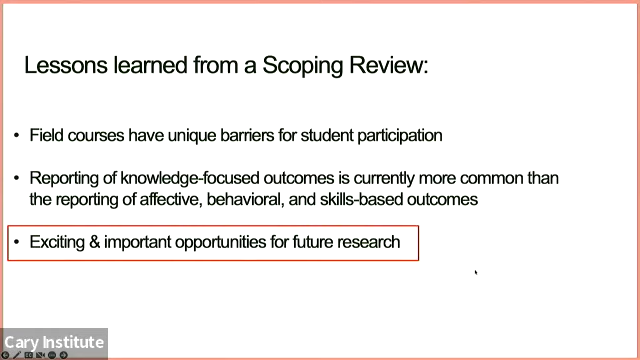 Lessons learned from a Scoping Review:
• Field courses have unique barriers for student participation
• Reporting of knowledge-focused outcomes is currently more common than
the reporting of affective, behavioral, and skills-based outcomes
• Exciting & important opportunities for future research
Cary Institute